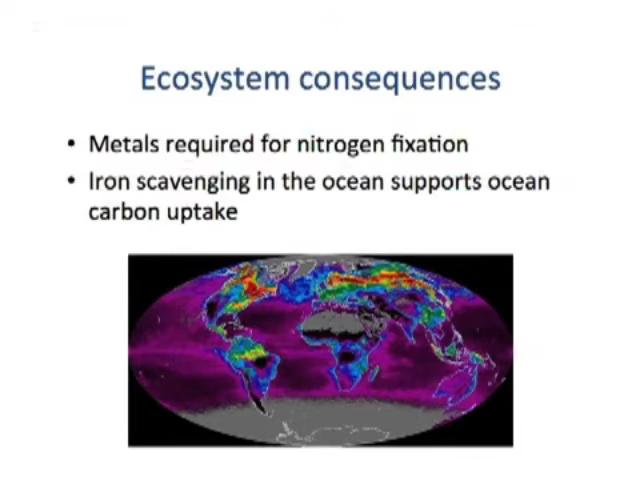 Ecosystem consequences
• Metals required for nitrogen fixation
• Iron scavenging in the ocean supports ocean
carbon uptake